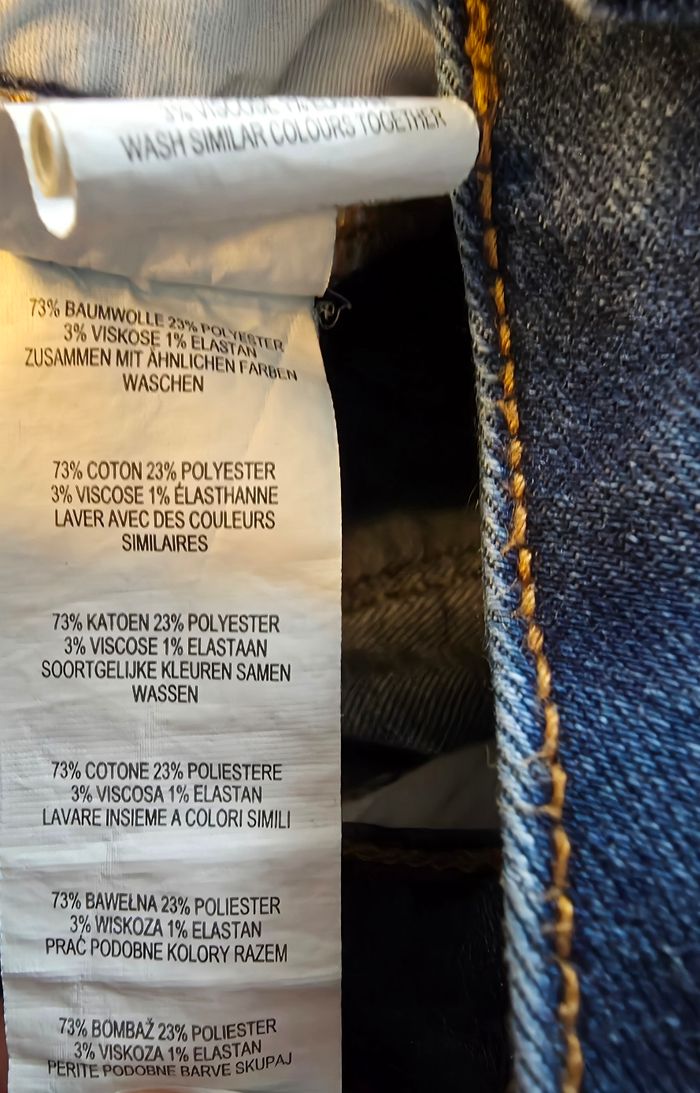 3% VISCOSE 1% ELASTANE
WASH SIMILAR COLOURS TOGETHER
73% BAUMWOLLE 23% POLYESTER
3% VISKOSE 1% ELASTAN
ZUSAMMEN MIT ÄHNLICHEN FARBEN
WASCHEN
73% COTON 23% POLYESTER
3% VISCOSE 1% ÉLASTHANNE
LAVER AVEC DES COULEURS
SIMILAIRES
73% KATOEN 23% POLYESTER
3% VISCOSE 1% ELASTAAN
SOORTGELIJKE KLEUREN SAMEN
WASSEN
73% COTONE 23% POLIESTERE
3% VISCOSA 1% ELASTAN
LAVARE INSIEME A COLORI SIMILI
73% BAWEŁNA 23% POLIESTER
3% WISKOZA 1% ELASTAN
PRAĆ PODOBNE KOLORY RAZEM
73% BOMBAŽ 23% POLIESTER
3% VISKOZA 1% ELASTAN
PERITE PODOBNE BARVE SKUPAJ